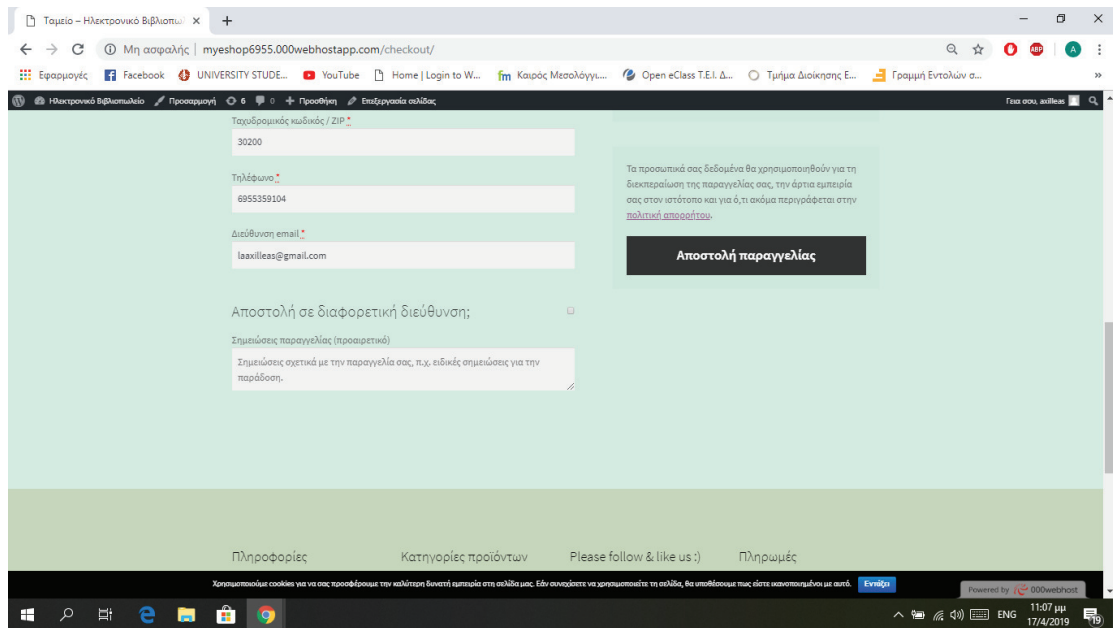 Ταμείο – Ηλεκτρονικό Βιβλιοπω
Μη ασφαλής | myeshop6955.000webhostapp.com/checkout/
Εφαρμογές Facebook UNIVERSITY STUDE... YouTube Home | Login to W... fm Καιρός Μεσολόγγι,... Open eClass Τ.Ε.Ι. Δ... Τμήμα Διοίκησης Ε... Γραμμή Εντολών σ... »
Ηλεκτρονικό Βιβλιοπωλείο Προσαρμογή 6 0 Προσθήκη Επεξεργασία σελίδας Γεια σου, axilleas
Ταχυδρομικός κωδικός / ZIP *
30200
Τηλέφωνο *
6955359104
Διεύθυνση email *
laaxilleas@gmail.com
Αποστολή σε διαφορετική διεύθυνση;
Σημειώσεις παραγγελίας (προαιρετικό)
Σημειώσεις σχετικά με την παραγγελία σας, π.χ. ειδικές σημειώσεις για την
παράδοση.
Τα προσωπικά σας δεδομένα θα χρησιμοποιηθούν για τη
διεκπεραίωση της παραγγελίας σας, την άρτια εμπειρία
σας στον ιστότοπο και για ό,τι ακόμα περιγράφεται στην
πολιτική απορρήτου.
Αποστολή παραγγελίας
Πληροφορίες Κατηγορίες προϊόντων Please follow & like us :) Πληρωμές
Χρησιμοποιούμε cookies για να σας προσφέρουμε την καλύτερη δυνατή εμπειρία στη σελίδα μας. Εάν συνεχίσετε να χρησιμοποιείτε τη σελίδα, θα υποθέσουμε πως είστε ικανοποιημένοι με αυτό. Εντάξει
Powered by 000webhost
ENG 11:07 μμ
17/4/2019
19